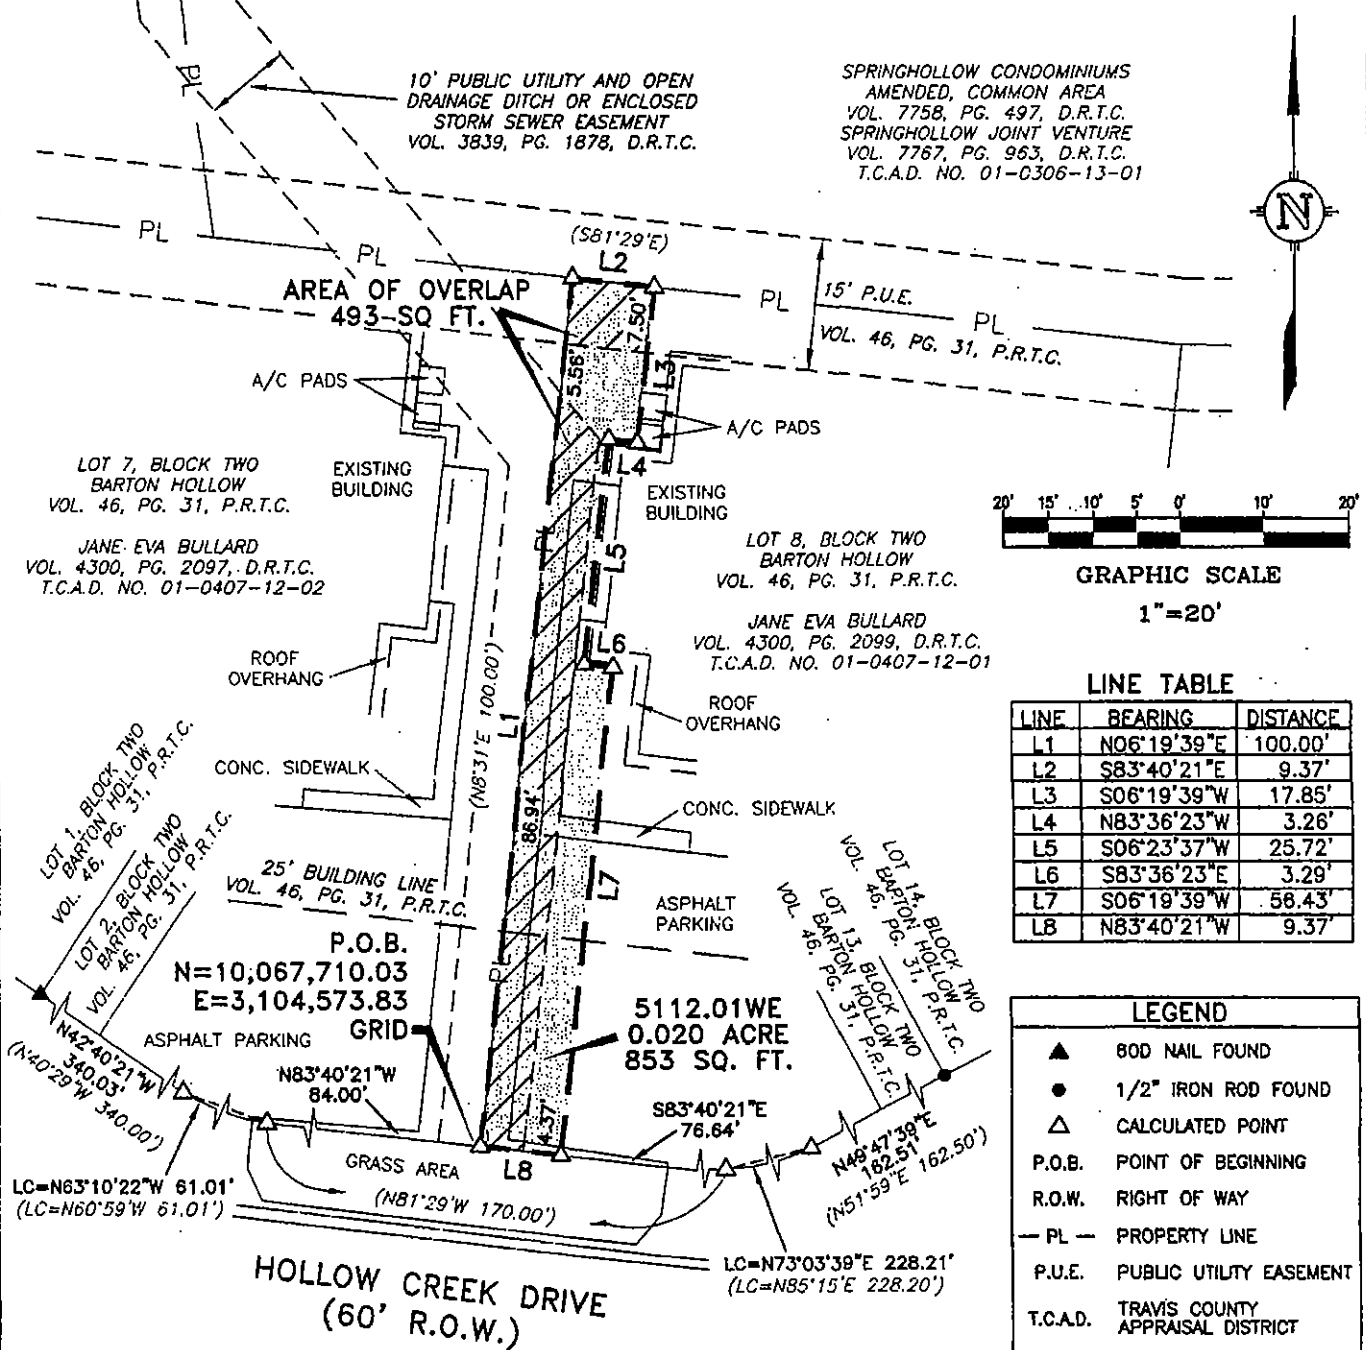 10' PUBLIC UTILITY AND OPEN
DRAINAGE DITCH OR ENCLOSED
STORM SEWER EASEMENT
VOL. 3839, PG. 1878, D.R.T.C.
SPRINGHOLLOW CONDOMINIUMS
AMENDED, COMMON AREA
VOL. 7758, PG. 497, D.R.T.C.
SPRINGHOLLOW JOINT VENTURE
VOL. 7767, PG. 963, D.R.T.C.
T.C.A.D. NO. 01-0306-13-01
N
PL
PL
PL
(S81°29'E)
L2
PL
15' P.U.E.
PL
VOL. 46, PG. 31, P.R.T.C.
AREA OF OVERLAP
493-SQ FT.
7.50'
5.56'
L3
A/C PADS
A/C PADS
L4
LOT 7, BLOCK TWO
BARTON HOLLOW
VOL. 46, PG. 31, P.R.T.C.
JANE EVA BULLARD
VOL. 4300, PG. 2097, D.R.T.C.
T.C.A.D. NO. 01-0407-12-02
EXISTING
BUILDING
EXISTING
BUILDING
LOT 8, BLOCK TWO
BARTON HOLLOW
VOL. 46, PG. 31, P.R.T.C.
JANE EVA BULLARD
VOL. 4300, PG. 2099, D.R.T.C.
T.C.A.D. NO. 01-0407-12-01
20' 15' 10' 5' 0' 10' 20'
GRAPHIC SCALE
1"=20'
PL
L5
L6
ROOF
OVERHANG
ROOF
OVERHANG
(N8°31'E 100.00')
L1
86.94'
CONC. SIDEWALK
CONC. SIDEWALK
L7
LINE TABLE
LINE BEARING DISTANCE
L1 N06°19'39"E 100.00'
L2 S83°40'21"E 9.37'
L3 S06°19'39"W 17.85'
L4 N83°36'23"W 3.26'
L5 S06°23'37"W 25.72'
L6 S83°36'23"E 3.29'
L7 S06°19'39"W 56.43'
L8 N83°40'21"W 9.37'
LOT 1, BLOCK TWO
BARTON HOLLOW
VOL. 46, PG. 31, P.R.T.C.
LOT 2, BLOCK TWO
BARTON HOLLOW
VOL. 46, PG. 31, P.R.T.C.
25' BUILDING LINE
VOL. 46, PG. 31, P.R.T.C.
ASPHALT
PARKING
LOT 14, BLOCK TWO
BARTON HOLLOW
VOL. 46, PG. 31, P.R.T.C.
LOT 13, BLOCK TWO
BARTON HOLLOW
VOL. 46, PG. 31, P.R.T.C.
P.O.B.
N=10,067,710.03
E=3,104,573.83
GRID
PL
5112.01WE
0.020 ACRE
853 SQ. FT.
ASPHALT PARKING
N42°40'21"W
340.03'
(N40°29'W 340.00')
N83°40'21"W
84.00'
4.37'
S83°40'21"E
76.64'
N49°47'39"E
162.51'
(N51°59'E 162.50')
GRASS AREA
L8
LC=N63°10'22"W 61.01'
(LC=N60°59'W 61.01')
(N81°29'W 170.00')
LC=N73°03'39"E 228.21'
(LC=N85°15'E 228.20')
HOLLOW CREEK DRIVE
(60' R.O.W.)
LEGEND
60D NAIL FOUND
1/2" IRON ROD FOUND
CALCULATED POINT
P.O.B. POINT OF BEGINNING
R.O.W. RIGHT OF WAY
— PL — PROPERTY LINE
P.U.E. PUBLIC UTILITY EASEMENT
T.C.A.D. TRAVIS COUNTY
APPRAISAL DISTRICT